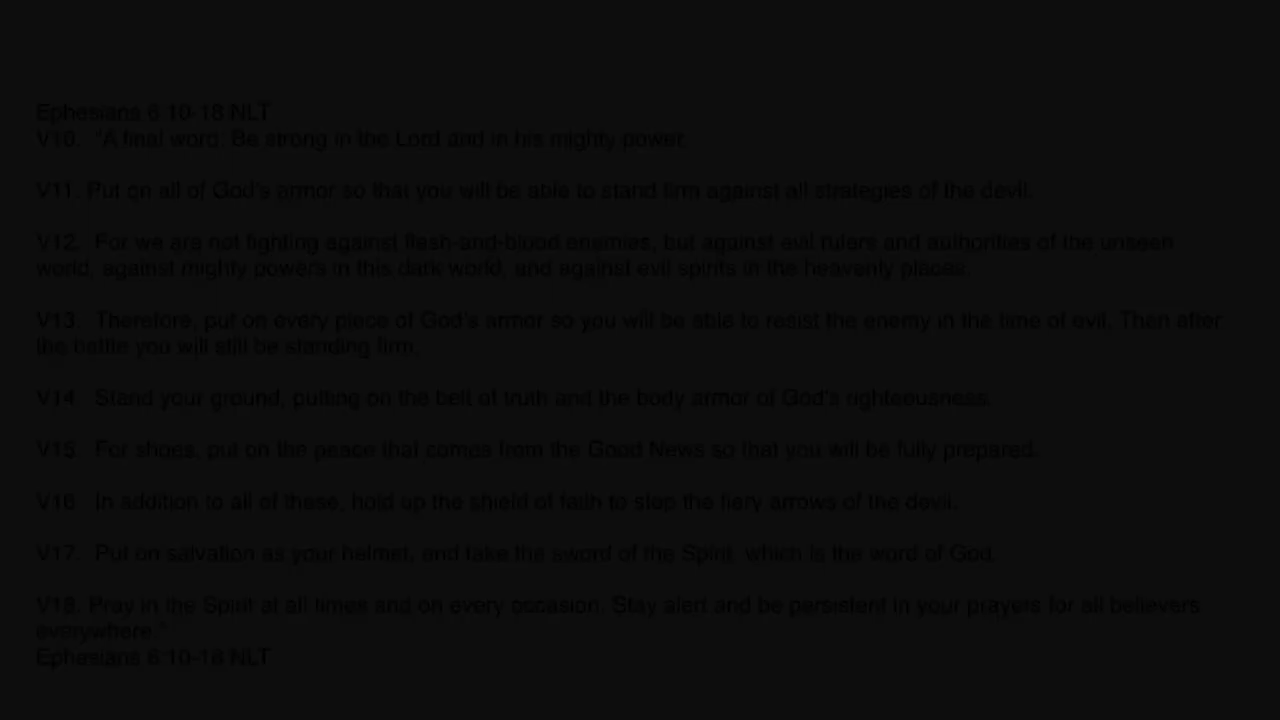 Ephesians 6:10-18 NLT
V10.  "A final word: Be strong in the Lord and in his mighty power.
V11. Put on all of God's armor so that you will be able to stand firm against all strategies of the devil.
V12.  For we are not fighting against flesh-and-blood enemies, but against evil rulers and authorities of the unseen
world, against mighty powers in this dark world, and against evil spirits in the heavenly places.
V13.  Therefore, put on every piece of God's armor so you will be able to resist the enemy in the time of evil. Then after
the battle you will still be standing firm.
V14.  Stand your ground, putting on the belt of truth and the body armor of God's righteousness.
V15.  For shoes, put on the peace that comes from the Good News so that you will be fully prepared.
V16.  In addition to all of these, hold up the shield of faith to stop the fiery arrows of the devil.
V17.  Put on salvation as your helmet, and take the sword of the Spirit, which is the word of God.
V18. Pray in the Spirit at all times and on every occasion. Stay alert and be persistent in your prayers for all believers
everywhere."
Ephesians 6:10-18 NLT